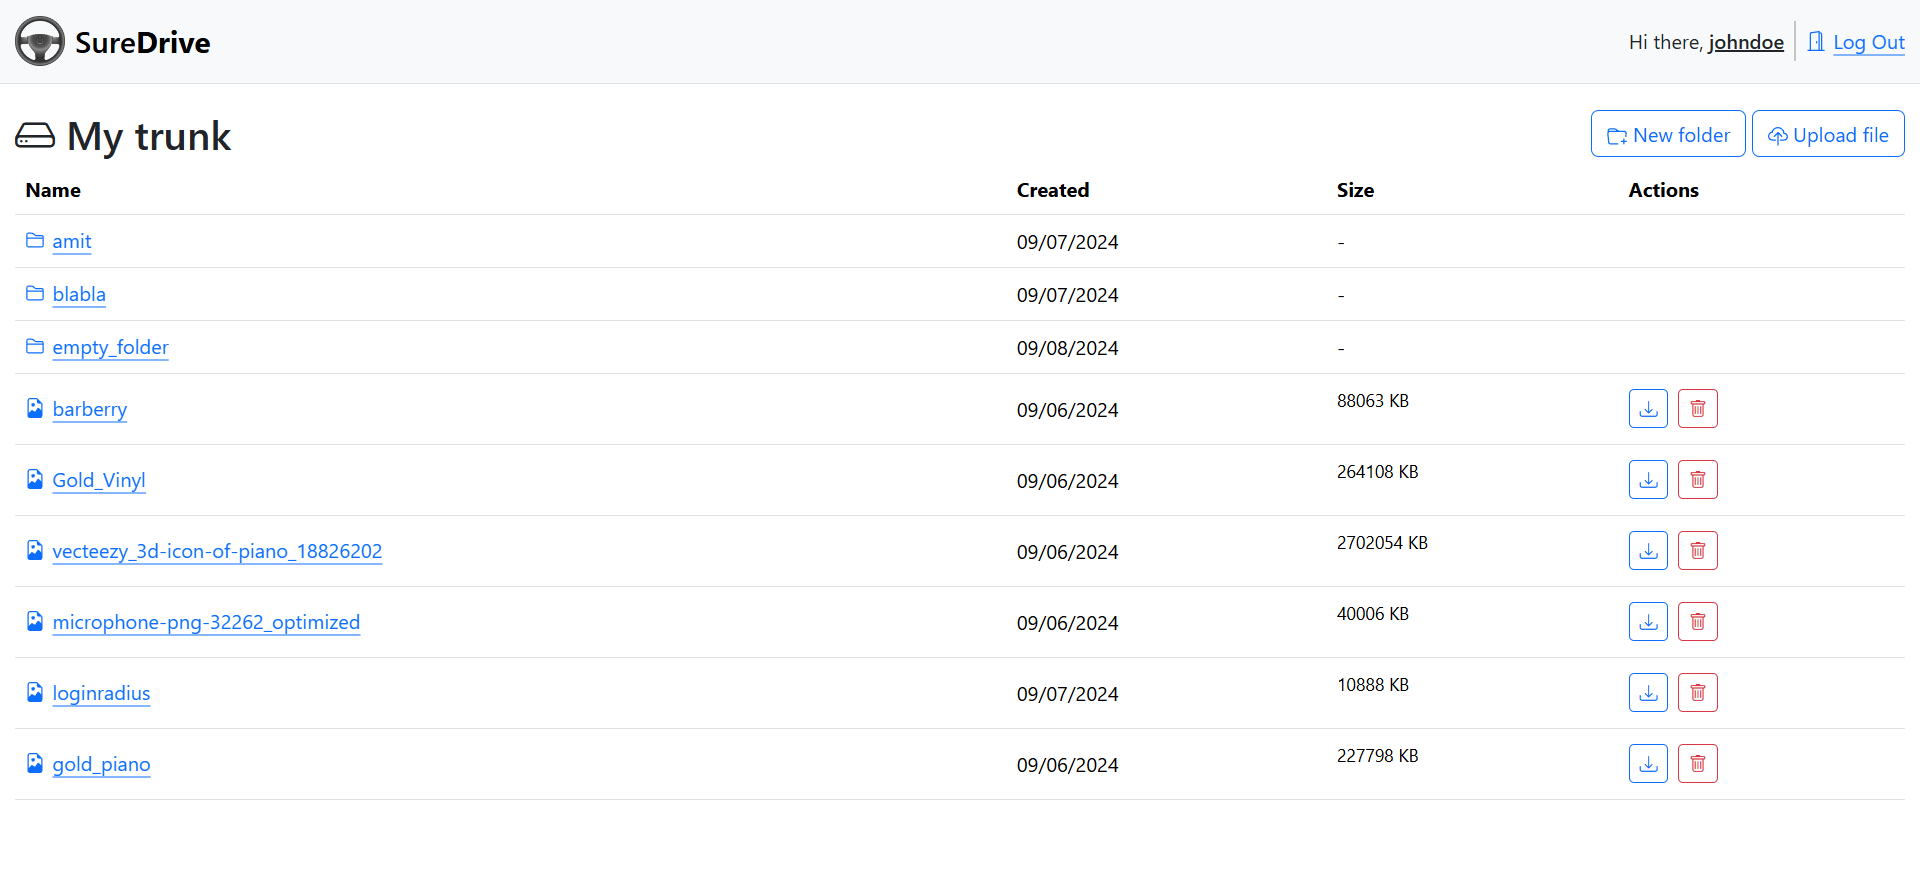 SureDrive
Hi there, johndoe
Log Out
My trunk
New folder
Upload file
Name Created Size Actions
amit 09/07/2024 -
blabla 09/07/2024 -
empty_folder 09/08/2024 -
barberry 09/06/2024 88063 KB
Gold_Vinyl 09/06/2024 264108 KB
vecteezy_3d-icon-of-piano_18826202 09/06/2024 2702054 KB
microphone-png-32262_optimized 09/06/2024 40006 KB
loginradius 09/07/2024 10888 KB
gold_piano 09/06/2024 227798 KB